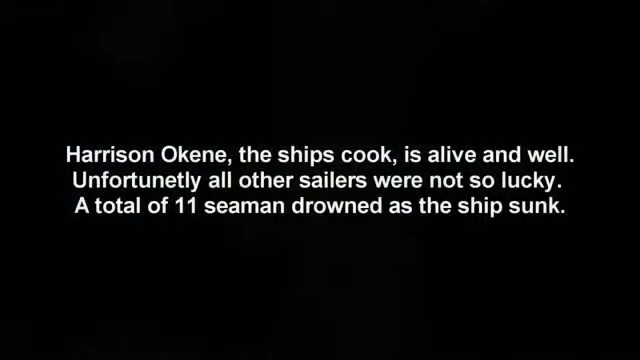 Harrison Okene, the ships cook, is alive and well.
Unfortunetly all other sailers were not so lucky.
A total of 11 seaman drowned as the ship sunk.